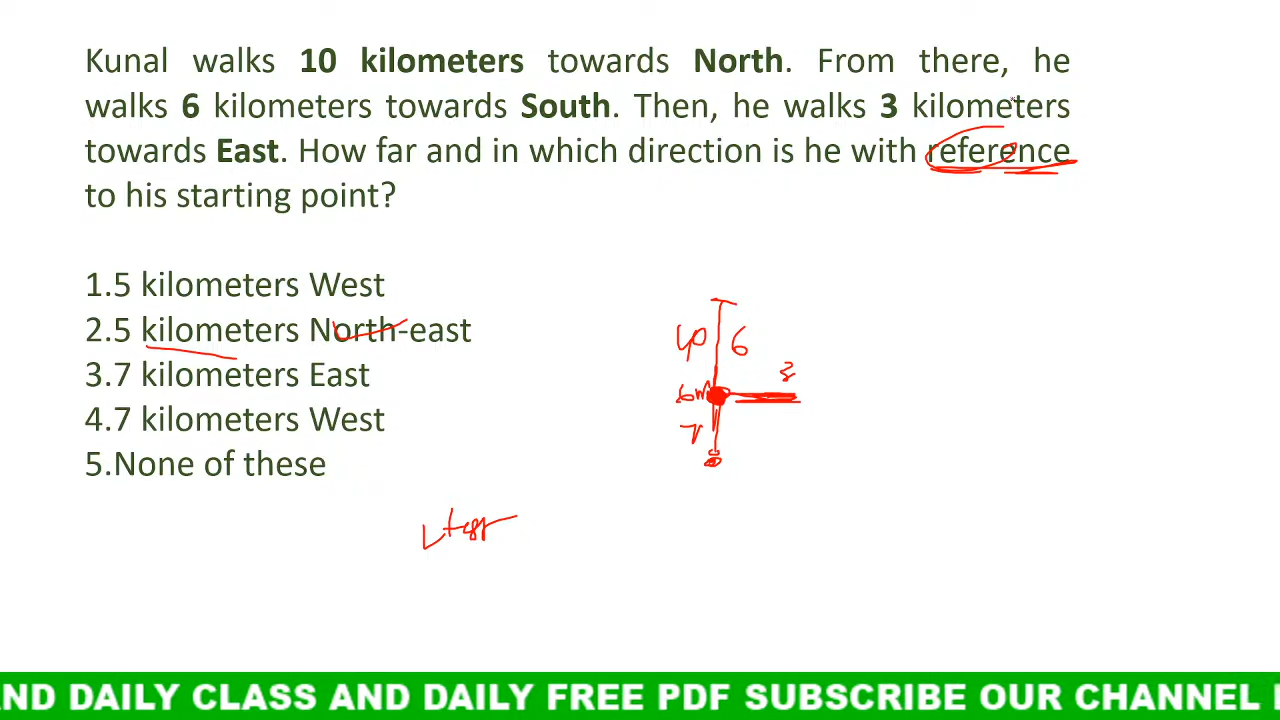 Kunal walks 10 kilometers towards North. From there, he
walks 6 kilometers towards South. Then, he walks 3 kilometers
towards East. How far and in which direction is he with reference
to his starting point?
1.5 kilometers West
2.5 kilometers North-east
3.7 kilometers East
4.7 kilometers West
5.None of these
10 6
3
AND DAILY CLASS AND DAILY FREE PDF SUBSCRIBE OUR CHANNEL